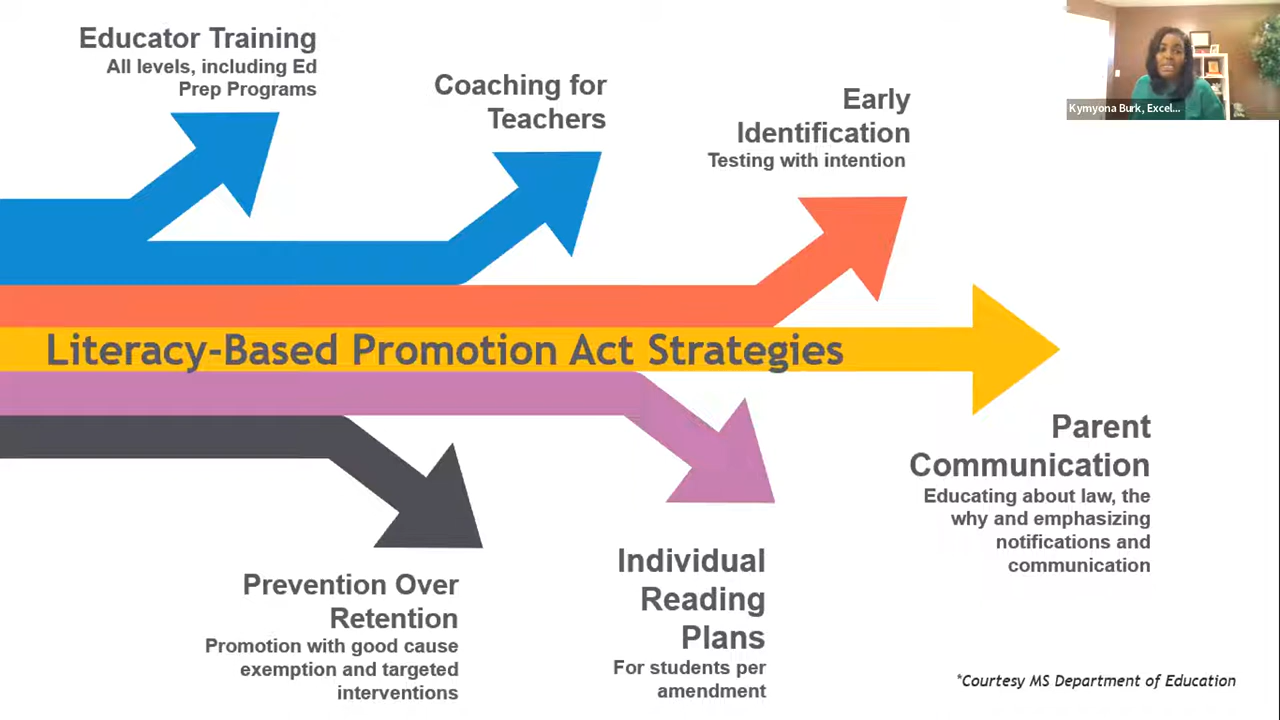 Educator Training
All levels, including Ed
Prep Programs
Coaching for
Teachers
Early
Identification
Testing with intention
Kymyona Burk, Excel...
Literacy-Based Promotion Act Strategies
Parent
Communication
Educating about law, the
why and emphasizing
notifications and
communication
Prevention Over
Retention
Promotion with good cause
exemption and targeted
interventions
Individual
Reading
Plans
For students per
amendment
*Courtesy MS Department of Education